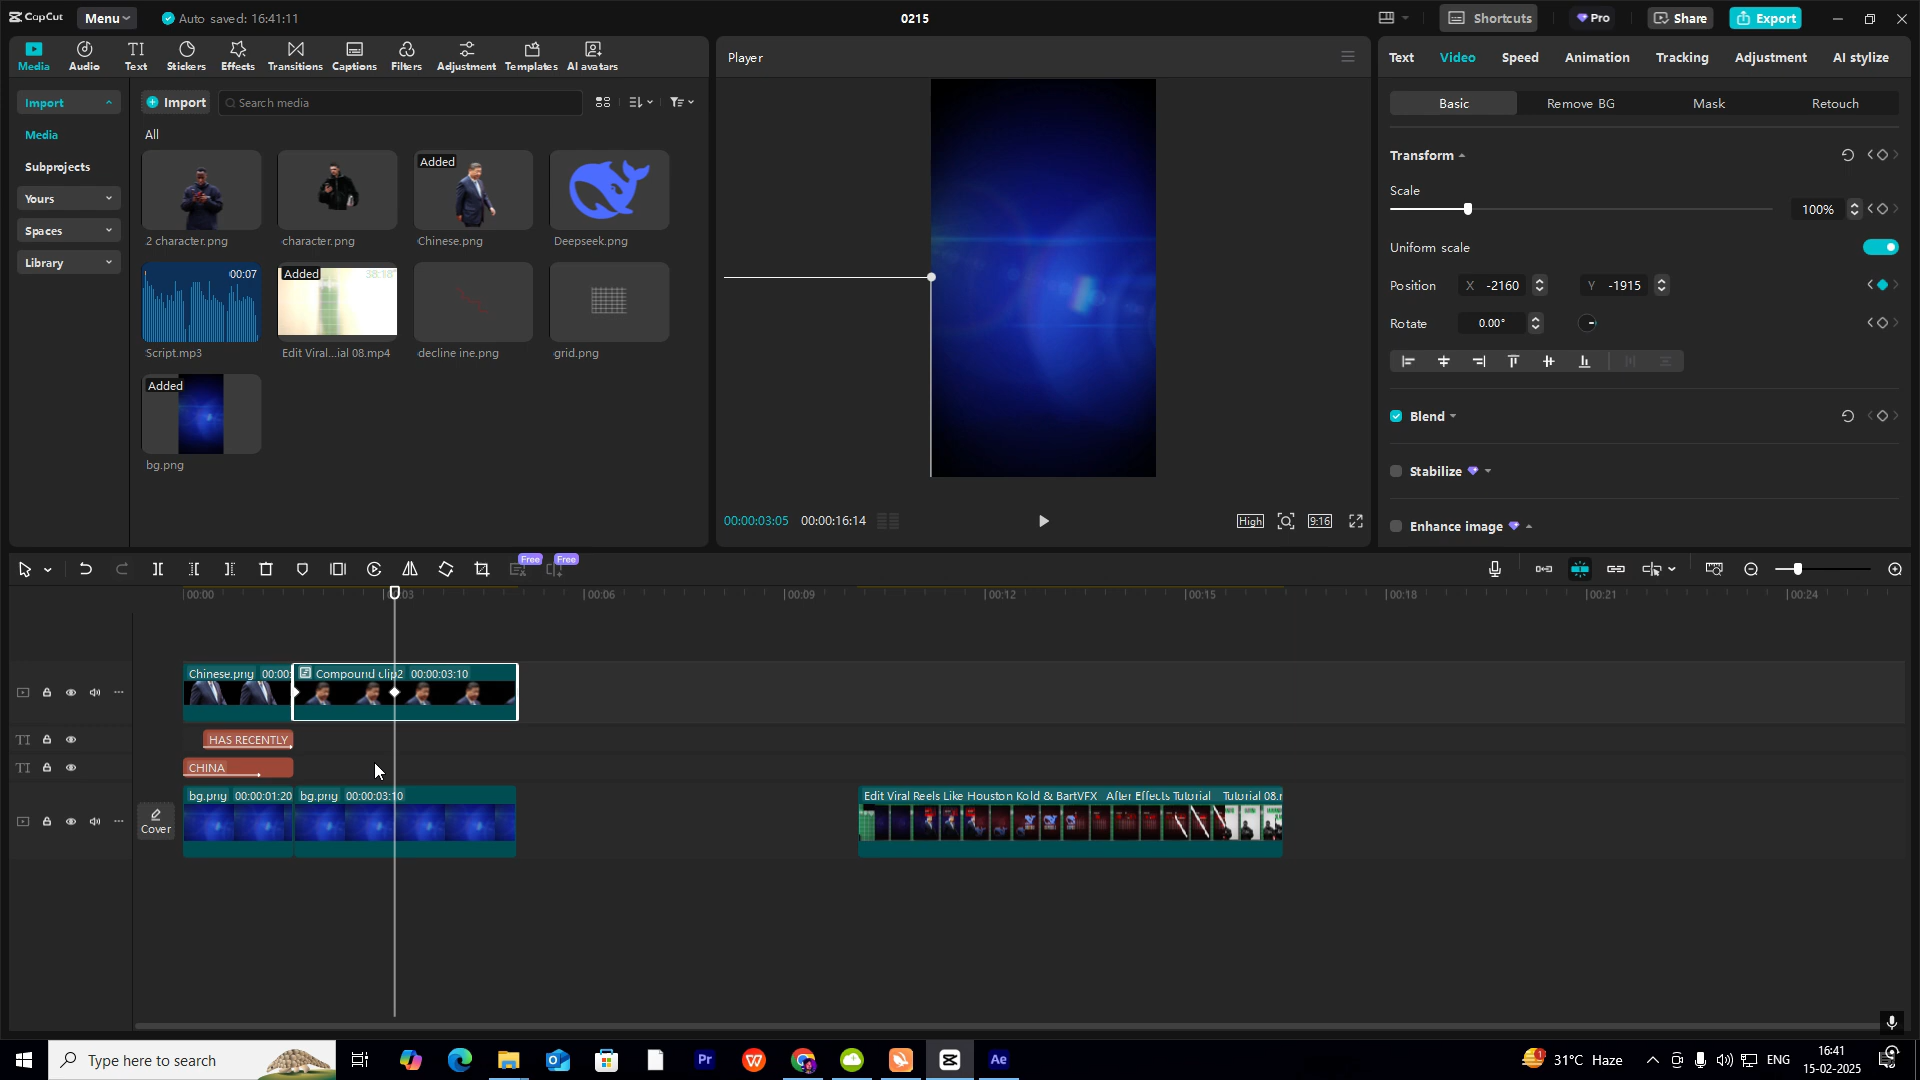 CapCut
Menu
Auto saved: 16:41:11
0215
Shortcuts
Pro
Share
Export
Media
Audio
Text
Stickers
Effects
Transitions
Captions
Filters
Adjustment
Templates
AI avatars
Player
Text
Video
Speed
Animation
Tracking
Adjustment
AI stylize
Import
Import
Search media
Basic
Remove BG
Mask
Retouch
Media
All
Subprojects
Yours
Spaces
Library
Added
2 character.png
character.png
Chinese.png
Deepseek.png
00:07
Added
38:18
Script.mp3
Edit Viral...ial 08.mp4
decline ine.png
grid.png
Added
bg.png
Transform
Scale
100%
Uniform scale
Position
X -2160
Y -1915
Rotate
0.00°
Blend
Stabilize
Enhance image
00:00:03:05
00:00:16:14
High
9:16
Free
Free
00:00
00:03
00:06
00:09
00:12
00:15
00:18
00:21
00:24
Chinese.png 00:00:
Compound clip2 00:00:03:10
TI
HAS RECENTLY
TI
CHINA
Cover
bg.png 00:00:01:20
bg.png 00:00:03:10
Edit Viral Reels Like Houston Kold & BartVFX After Effects Tutorial Tutorial 08.m
Type here to search
Pr
Ae
31°C Haze
ENG
16:41
15-02-2025